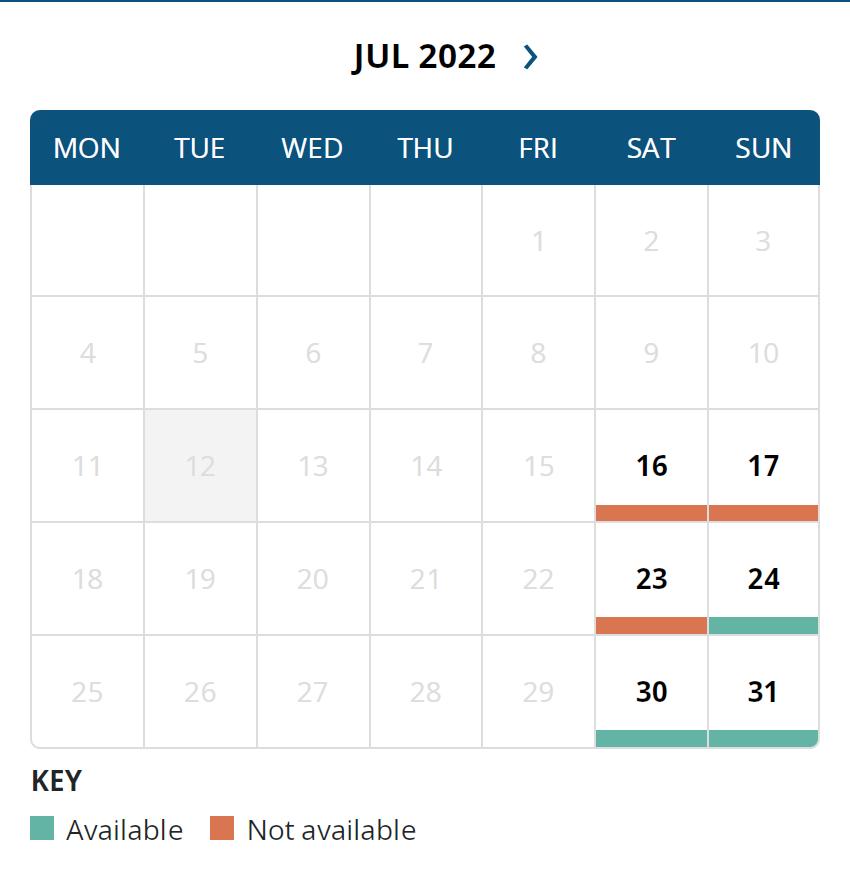 JUL 2022
MON TUE WED THU FRI SAT SUN
1 2 3
4 5 6 7 8 9 10
11 12 13 14 15 16 17
18 19 20 21 22 23 24
25 26 27 28 29 30 31
KEY
Available Not available